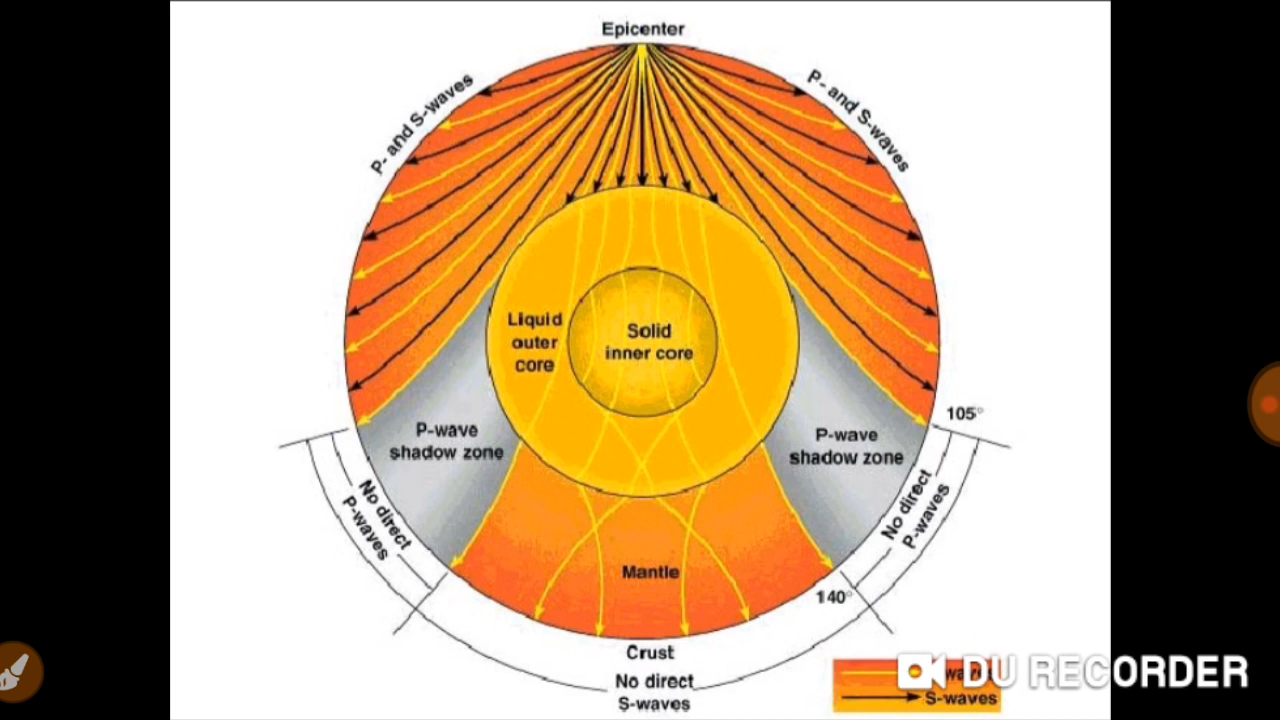 Epicenter
P- and S-waves
P- and S-waves
Liquid
outer
core
Solid
inner core
P-wave
shadow zone
P-wave
shadow zone
105°
No direct
P-waves
No direct
P-waves
Mantle
140°
Crust
No direct
S-waves
DU RECORDER
S-waves